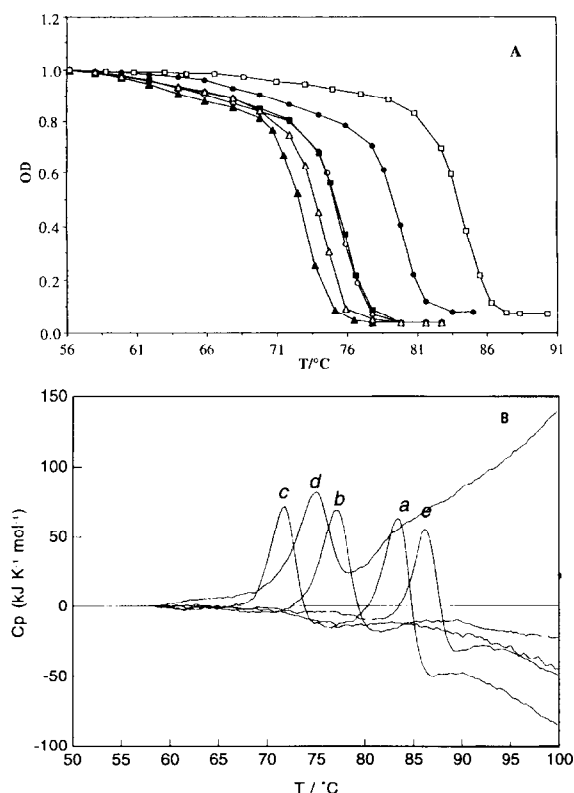 A
1.2
1.0
0.8
0.6
0.4
0.2
0.0
OD
56 61 66 71 76 81 86 91
T/°C
B
150
100
50
0
-50
-100
Cp (kJ K⁻¹ mol⁻¹)
c d b a e
50 55 60 65 70 75 80 85 90 95 100
T / °C